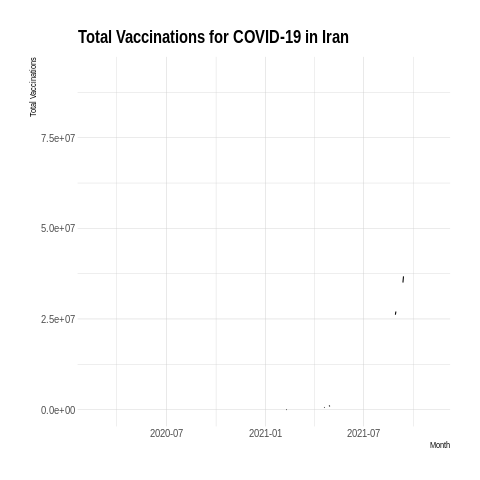 Total Vaccinations for COVID-19 in Iran
Total Vaccinations
7.5e+07
5.0e+07
2.5e+07
0.0e+00
2020-07
2021-01
2021-07
Month